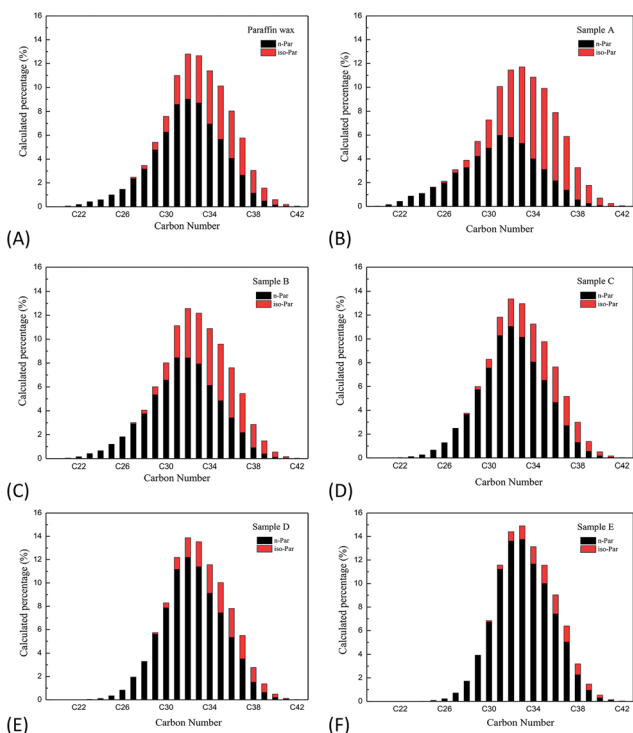 Paraffin wax
n-Par
iso-Par
Calculated percentage (%)
14
12
10
8
6
4
2
0
C22
C26
C30
C34
C38
C42
Carbon Number
(A)
Sample A
n-Par
iso-Par
Calculated percentage (%)
16
14
12
10
8
6
4
2
0
C22
C26
C30
C34
C38
C42
Carbon Number
(B)
Sample B
n-Par
iso-Par
Calculated percentage (%)
16
14
12
10
8
6
4
2
0
C22
C26
C30
C34
C38
C42
Carbon Number
(C)
Sample C
n-Par
iso-Par
Calculated percentage (%)
16
14
12
10
8
6
4
2
0
C22
C26
C30
C34
C38
C42
Carbon Number
(D)
Sample D
n-Par
iso-Par
Calculated percentage (%)
16
14
12
10
8
6
4
2
0
C22
C26
C30
C34
C38
C42
Carbon Number
(E)
Sample E
n-Par
iso-Par
Calculated percentage (%)
14
12
10
8
6
4
2
0
C22
C26
C30
C34
C38
C42
Carbon Number
(F)